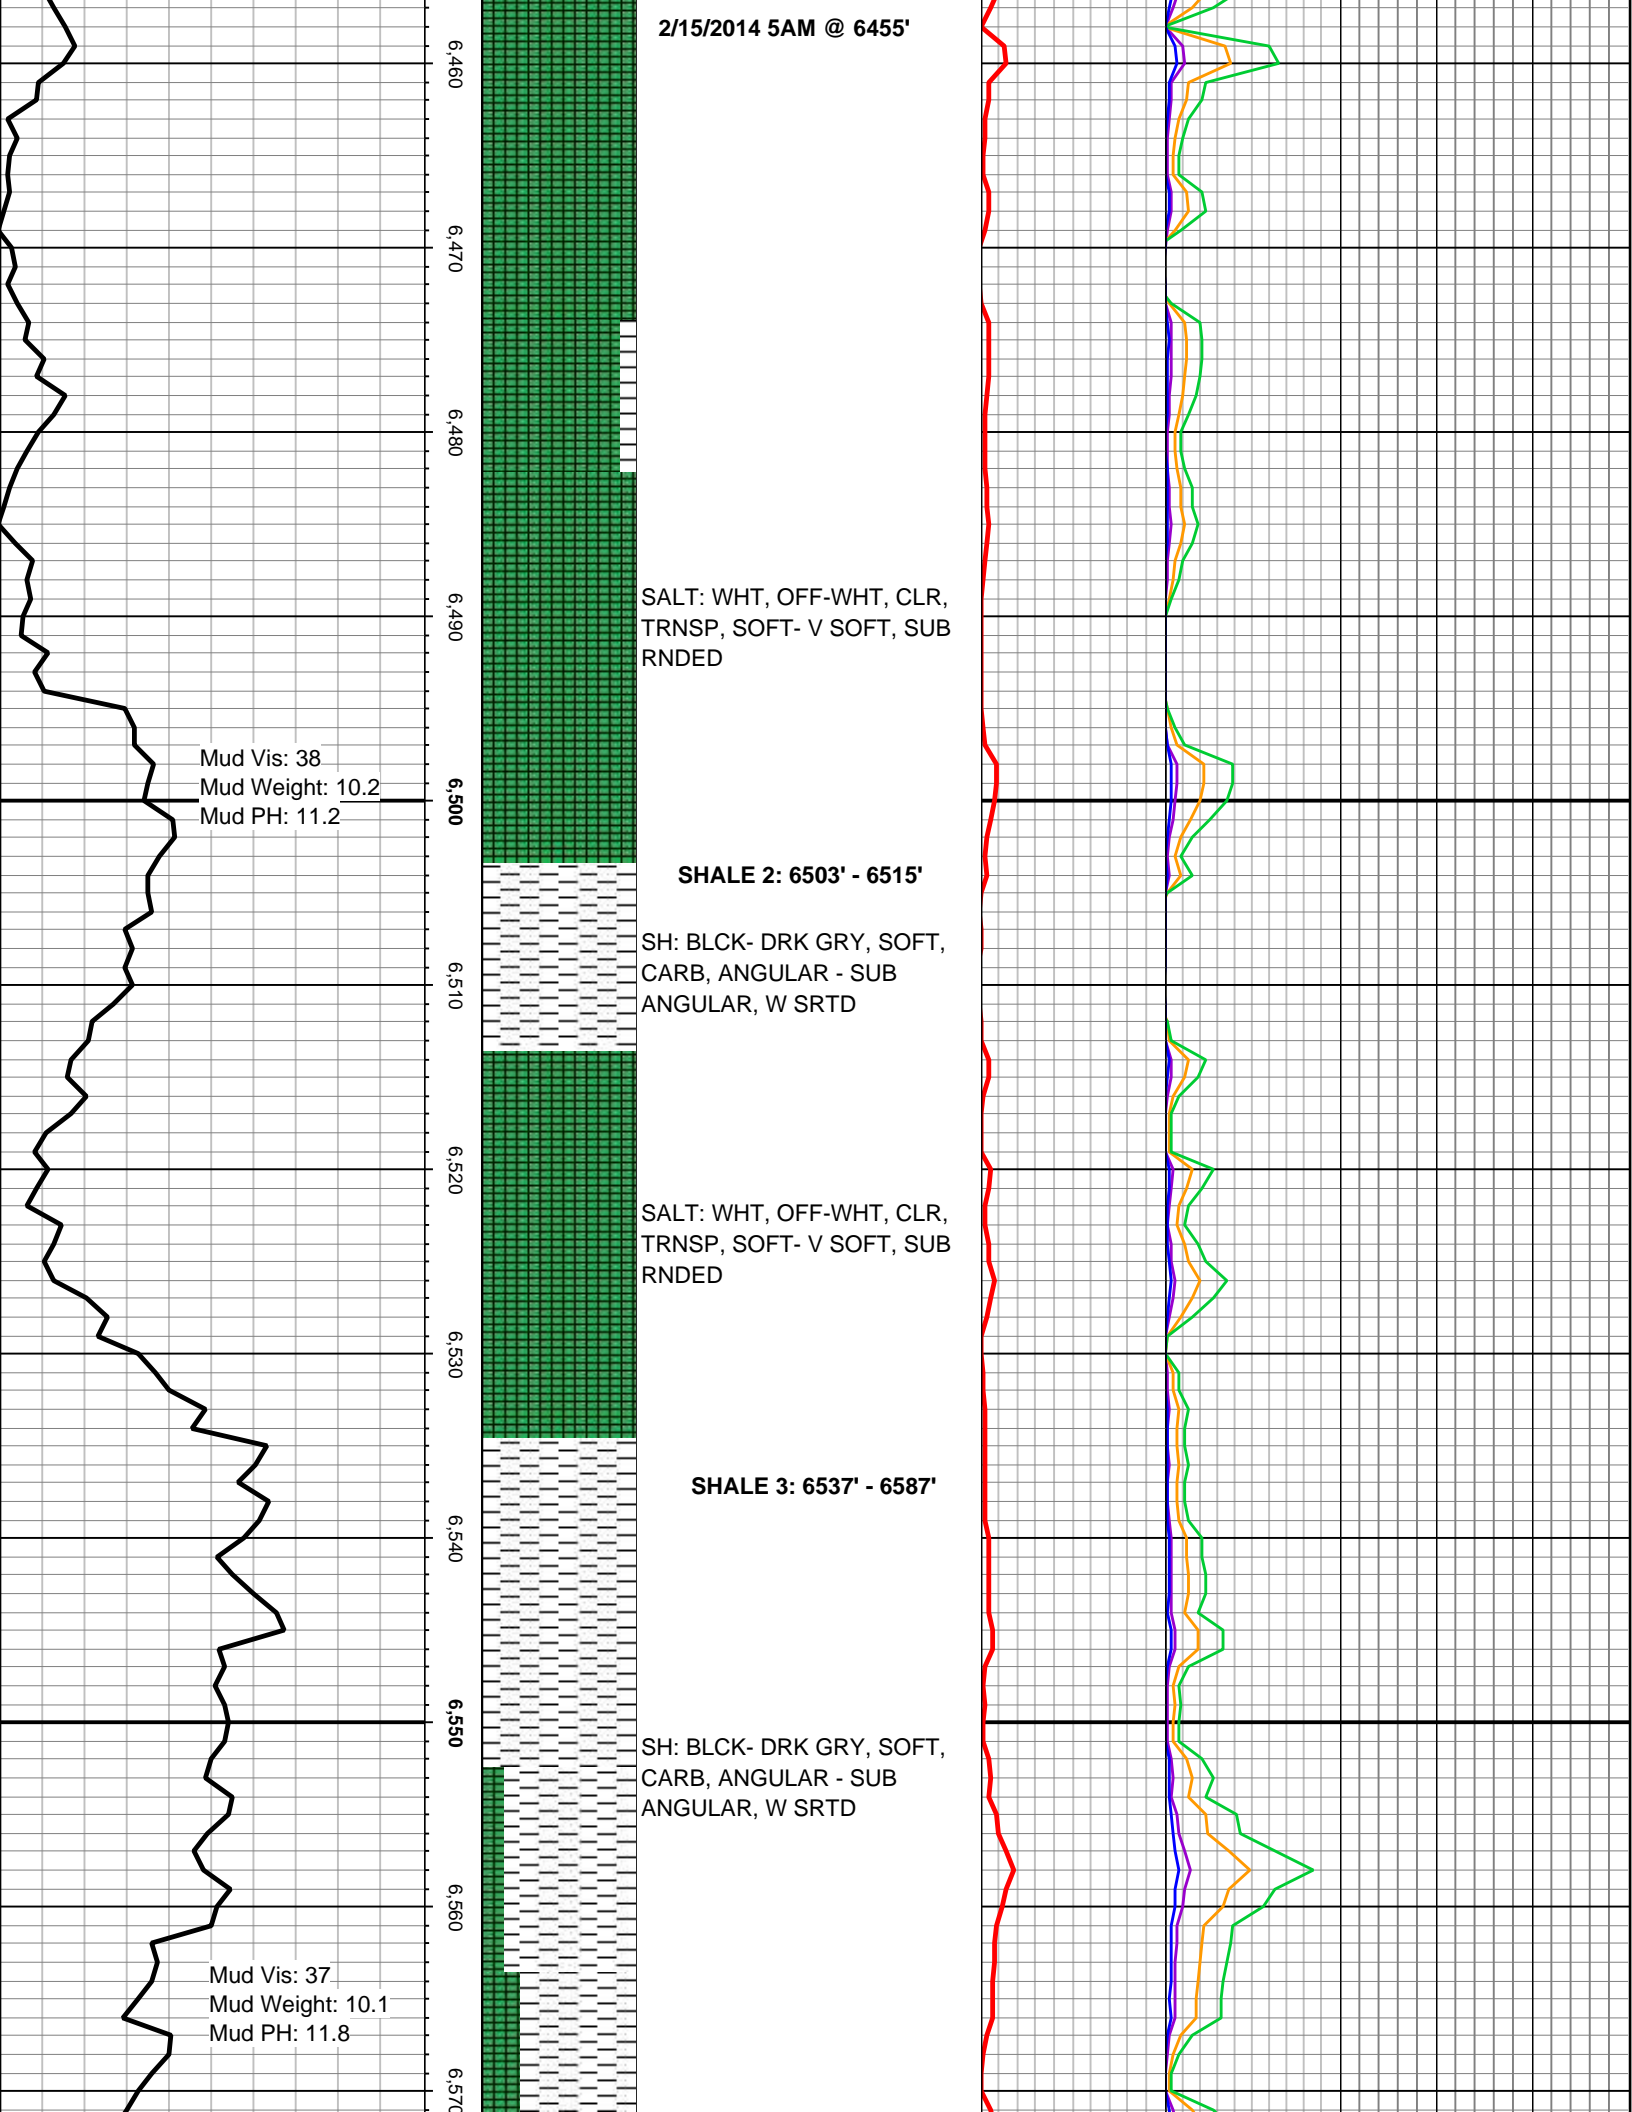 2/15/2014 5AM @ 6455'
6,460
6,470
6,480
SALT: WHT, OFF-WHT, CLR,
TRNSP, SOFT- V SOFT, SUB
RNDED
6,490
Mud Vis: 38
Mud Weight: 10.2
Mud PH: 11.2
6,500
SHALE 2: 6503' - 6515'
SH: BLCK- DRK GRY, SOFT,
CARB, ANGULAR - SUB
ANGULAR, W SRTD
6,510
6,520
SALT: WHT, OFF-WHT, CLR,
TRNSP, SOFT- V SOFT, SUB
RNDED
6,530
SHALE 3: 6537' - 6587'
6,540
6,550
SH: BLCK- DRK GRY, SOFT,
CARB, ANGULAR - SUB
ANGULAR, W SRTD
6,560
Mud Vis: 37
Mud Weight: 10.1
Mud PH: 11.8
6,570